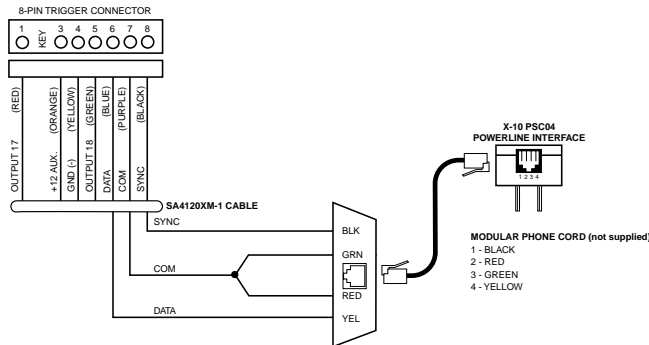 8-PIN TRIGGER CONNECTOR
1 KEY 3 4 5 6 7 8
OUTPUT 17 (RED)
+12 AUX. (ORANGE)
GND (-) (YELLOW)
OUTPUT 18 (GREEN)
DATA (BLUE)
COM (PURPLE)
SYNC (BLACK)
SA4120XM-1 CABLE
SYNC
COM
DATA
BLK
GRN
RED
YEL
X-10 PSC04
POWERLINE INTERFACE
1 2 3 4
MODULAR PHONE CORD (not supplied)
1 - BLACK
2 - RED
3 - GREEN
4 - YELLOW